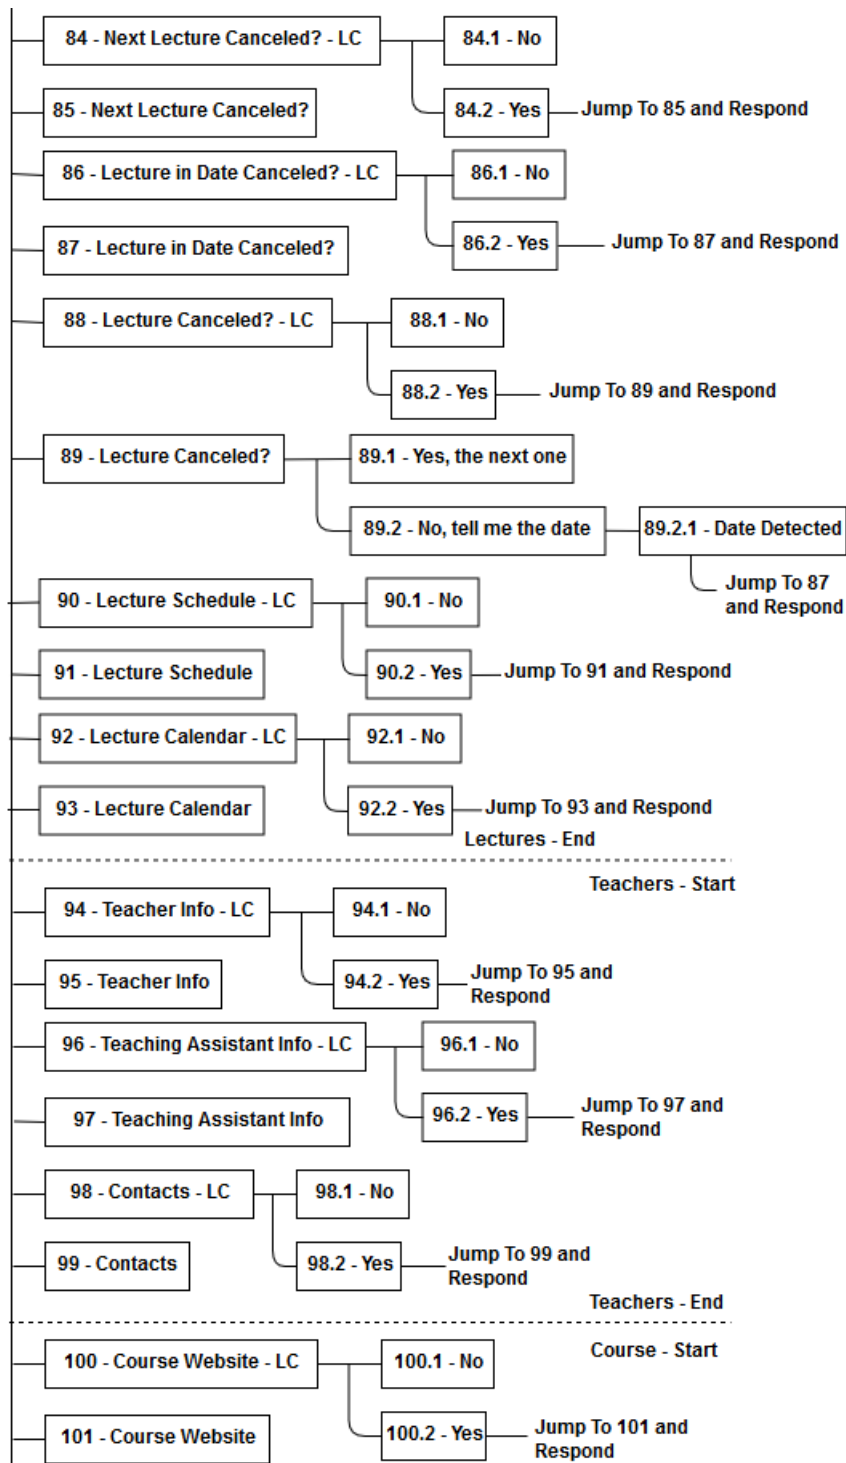 84 - Next Lecture Canceled? - LC
84.1 - No
85 - Next Lecture Canceled?
84.2 - Yes
Jump To 85 and Respond
86 - Lecture in Date Canceled? - LC
86.1 - No
87 - Lecture in Date Canceled?
86.2 - Yes
Jump To 87 and Respond
88 - Lecture Canceled? - LC
88.1 - No
88.2 - Yes
Jump To 89 and Respond
89 - Lecture Canceled?
89.1 - Yes, the next one
89.2 - No, tell me the date
89.2.1 - Date Detected
Jump To 87
and Respond
90 - Lecture Schedule - LC
90.1 - No
91 - Lecture Schedule
90.2 - Yes
Jump To 91 and Respond
92 - Lecture Calendar - LC
92.1 - No
93 - Lecture Calendar
92.2 - Yes
Jump To 93 and Respond
Lectures - End
Teachers - Start
94 - Teacher Info - LC
94.1 - No
95 - Teacher Info
94.2 - Yes
Jump To 95 and
Respond
96 - Teaching Assistant Info - LC
96.1 - No
97 - Teaching Assistant Info
96.2 - Yes
Jump To 97 and
Respond
98 - Contacts - LC
98.1 - No
99 - Contacts
98.2 - Yes
Jump To 99 and
Respond
Teachers - End
Course - Start
100 - Course Website - LC
100.1 - No
101 - Course Website
100.2 - Yes
Jump To 101 and
Respond